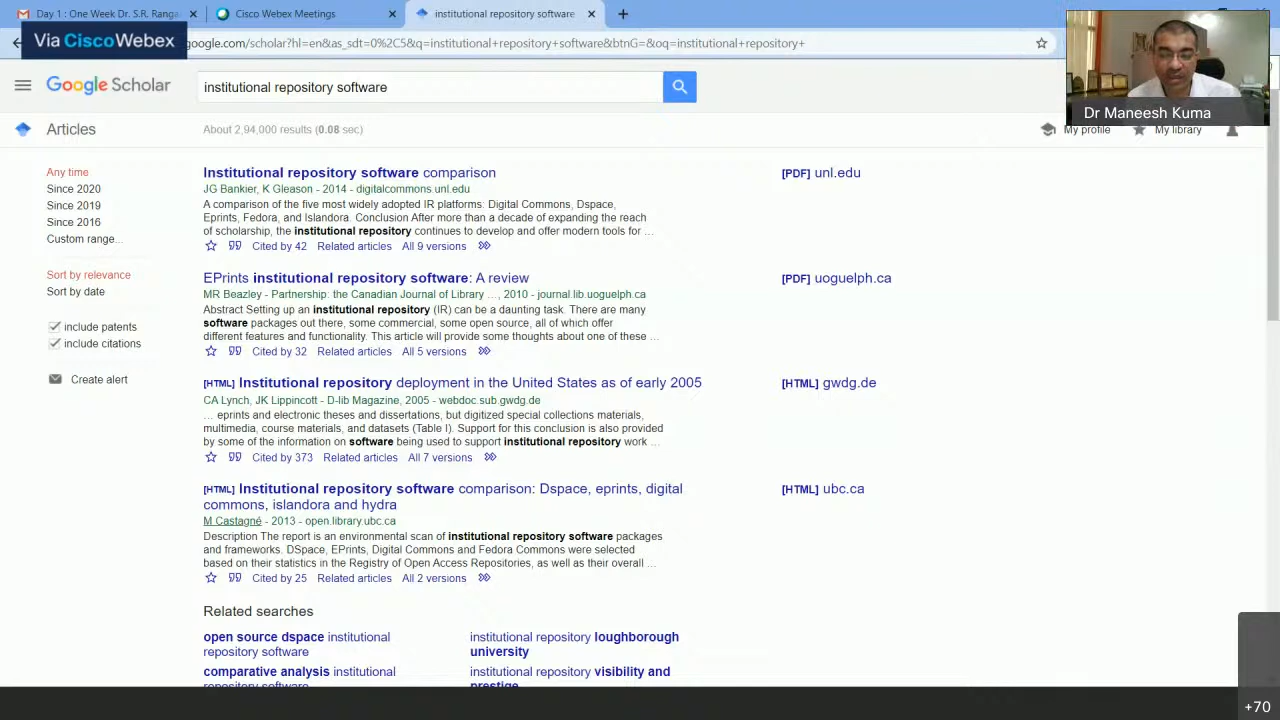 Day 1 : One Week Dr. S.R. Ranga
Cisco Webex Meetings
institutional repository software
Via CiscoWebex
google.com/scholar?hl=en&as_sdt=0%2C5&q=institutional+repository+software&btnG=&oq=institutional+repository+
Google Scholar
institutional repository software
Dr Maneesh Kuma
Articles
About 2,94,000 results (0.08 sec)
My profile
My library
Any time
Since 2020
Since 2019
Since 2016
Custom range...
Sort by relevance
Sort by date
include patents
include citations
Create alert
Institutional repository software comparison
[PDF] unl.edu
JG Bankier, K Gleason - 2014 - digitalcommons.unl.edu
A comparison of the five most widely adopted IR platforms: Digital Commons, Dspace,
Eprints, Fedora, and Islandora. Conclusion After more than a decade of expanding the reach
of scholarship, the institutional repository continues to develop and offer modern tools for …
Cited by 42 Related articles All 9 versions
EPrints institutional repository software: A review
[PDF] uoguelph.ca
MR Beazley - Partnership: the Canadian Journal of Library …, 2010 - journal.lib.uoguelph.ca
Abstract Setting up an institutional repository (IR) can be a daunting task. There are many
software packages out there, some commercial, some open source, all of which offer
different features and functionality. This article will provide some thoughts about one of these …
Cited by 32 Related articles All 5 versions
[HTML] Institutional repository deployment in the United States as of early 2005
[HTML] gwdg.de
CA Lynch, JK Lippincott - D-lib Magazine, 2005 - webdoc.sub.gwdg.de
… eprints and electronic theses and dissertations, but digitized special collections materials,
multimedia, course materials, and datasets (Table I). Support for this conclusion is also provided
by some of the information on software being used to support institutional repository work …
Cited by 373 Related articles All 7 versions
[HTML] Institutional repository software comparison: Dspace, eprints, digital
commons, islandora and hydra
[HTML] ubc.ca
M Castagné - 2013 - open.library.ubc.ca
Description The report is an environmental scan of institutional repository software packages
and frameworks. DSpace, EPrints, Digital Commons and Fedora Commons were selected
based on their statistics in the Registry of Open Access Repositories, as well as their overall …
Cited by 25 Related articles All 2 versions
Related searches
open source dspace institutional
repository software
institutional repository loughborough
university
comparative analysis institutional
repository software
institutional repository visibility and
prestige
+70